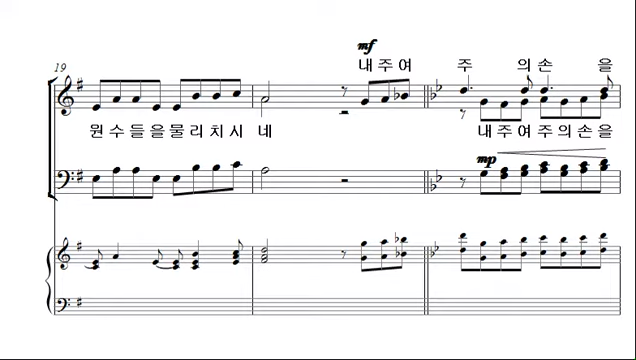 mf
내주여 주 의손 을
19
원수들을물리치시 네 내주여주의손을
mp